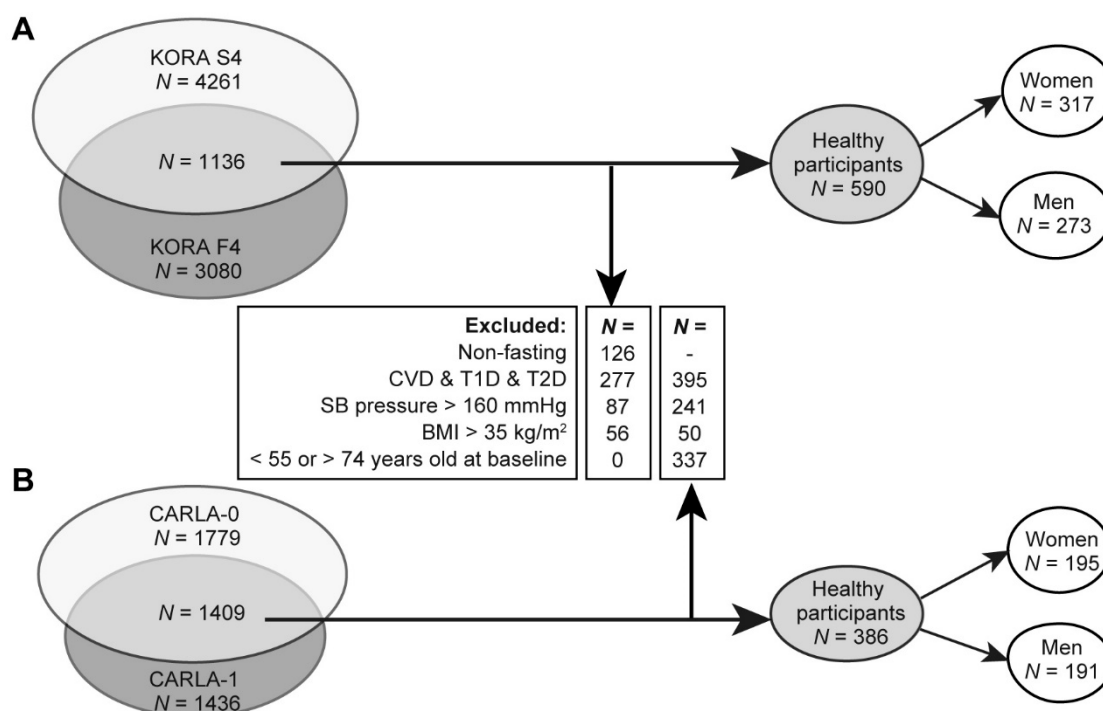 A
KORA S4
N = 4261
N = 1136
KORA F4
N = 3080
Healthy
participants
N = 590
Women
N = 317
Men
N = 273
Excluded: N = N =
Non-fasting 126 -
CVD & T1D & T2D 277 395
SB pressure > 160 mmHg 87 241
BMI > 35 kg/m² 56 50
< 55 or > 74 years old at baseline 0 337
B
CARLA-0
N = 1779
N = 1409
CARLA-1
N = 1436
Healthy
participants
N = 386
Women
N = 195
Men
N = 191